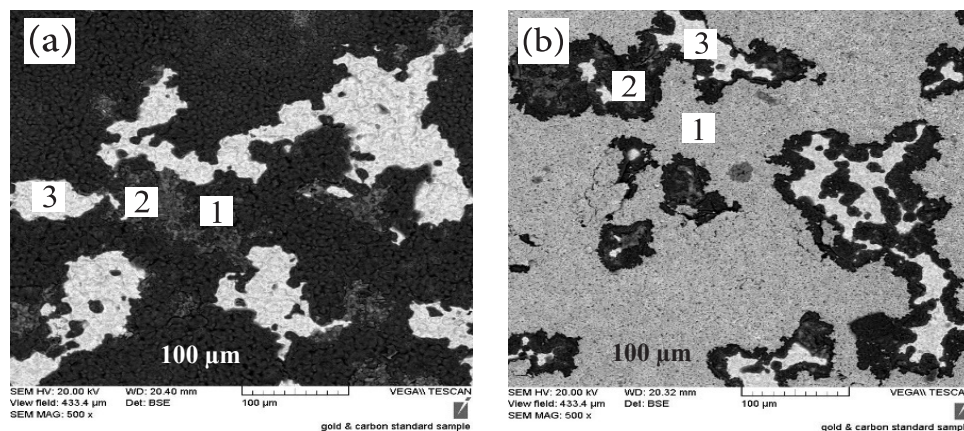 (a)
3
2
1
100 µm
SEM HV: 20.00 kV WD: 20.40 mm
View field: 433.4 µm Det: BSE 100 µm
SEM MAG: 500 x
VEGA\\ TESCAN
gold & carbon standard sample
(b)
3
2
1
100 µm
SEM HV: 20.00 kV WD: 20.32 mm
View field: 433.4 µm Det: BSE 100 µm
SEM MAG: 500 x
VEGA\\ TESCAN
gold & carbon standard sample